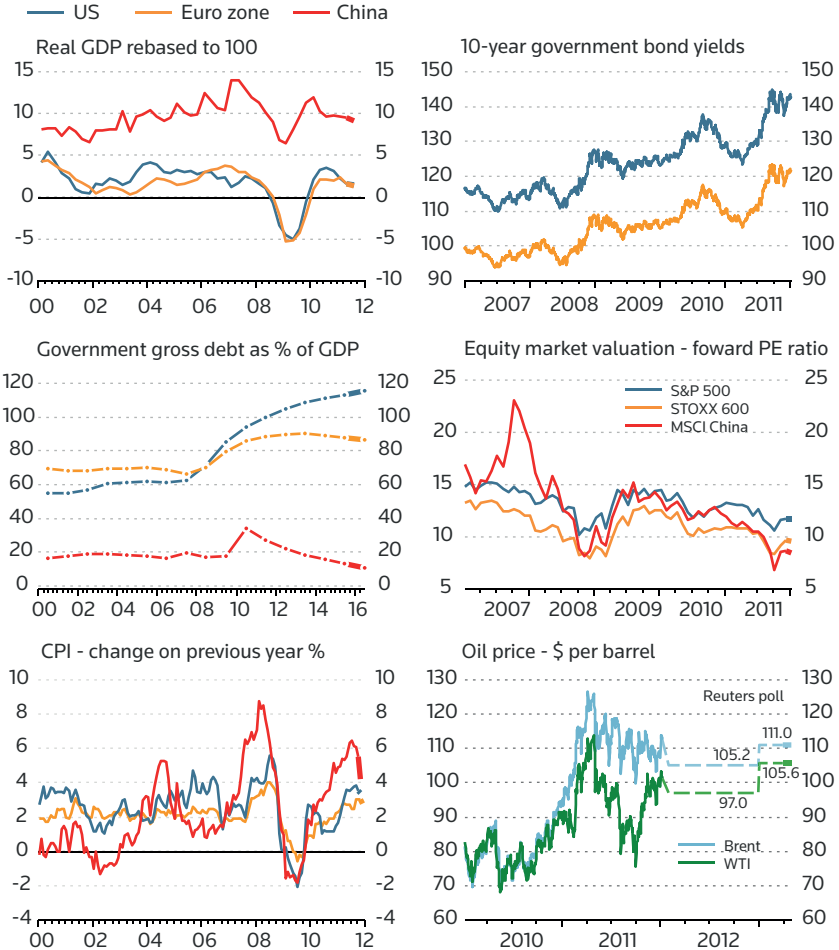 US Euro zone China
Real GDP rebased to 100
15 15
10 10
5 5
0 0
-5 -5
-10 -10
00 02 04 06 08 10 12
10-year government bond yields
150 150
140 140
130 130
120 120
110 110
100 100
90 90
2007 2008 2009 2010 2011
Government gross debt as % of GDP
120 120
100 100
80 80
60 60
40 40
20 20
0 0
00 02 04 06 08 10 12 14 16
Equity market valuation - foward PE ratio
25 25
S&P 500
STOXX 600
MSCI China
20 20
15 15
10 10
5 5
2007 2008 2009 2010 2011
CPI - change on previous year %
10 10
8 8
6 6
4 4
2 2
0 0
-2 -2
-4 -4
00 02 04 06 08 10 12
Oil price - $ per barrel
130 130
Reuters poll
120 120
111.0
110 110
105.2
105.6
100 100
97.0
90 90
Brent
WTI
80 80
70 70
60 60
2010 2011 2012